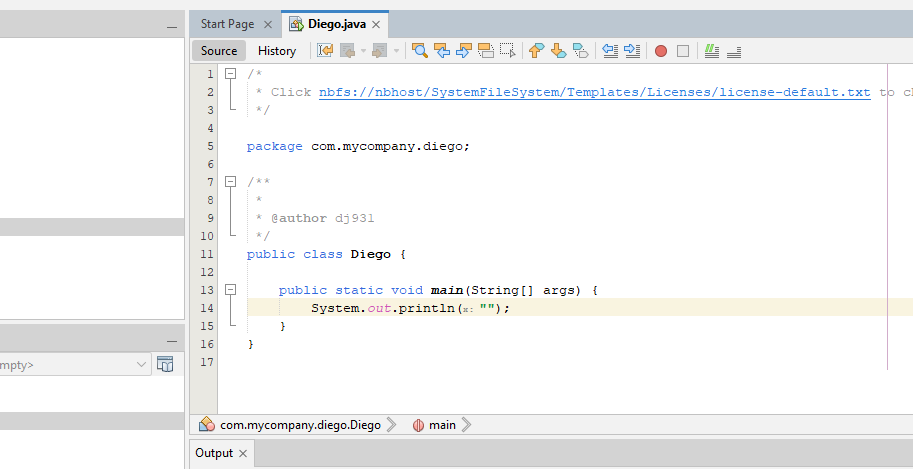 Start Page
Diego.java
Source
History
1 /*
2 * Click nbfs://nbhost/SystemFileSystem/Templates/Licenses/license-default.txt to
3 */
4
5 package com.mycompany.diego;
6
7 /**
8 *
9 * @author dj931
10 */
11 public class Diego {
12
13 public static void main(String[] args) {
14 System.out.println(x: "");
15 }
16 }
17
com.mycompany.diego.Diego
main
Output